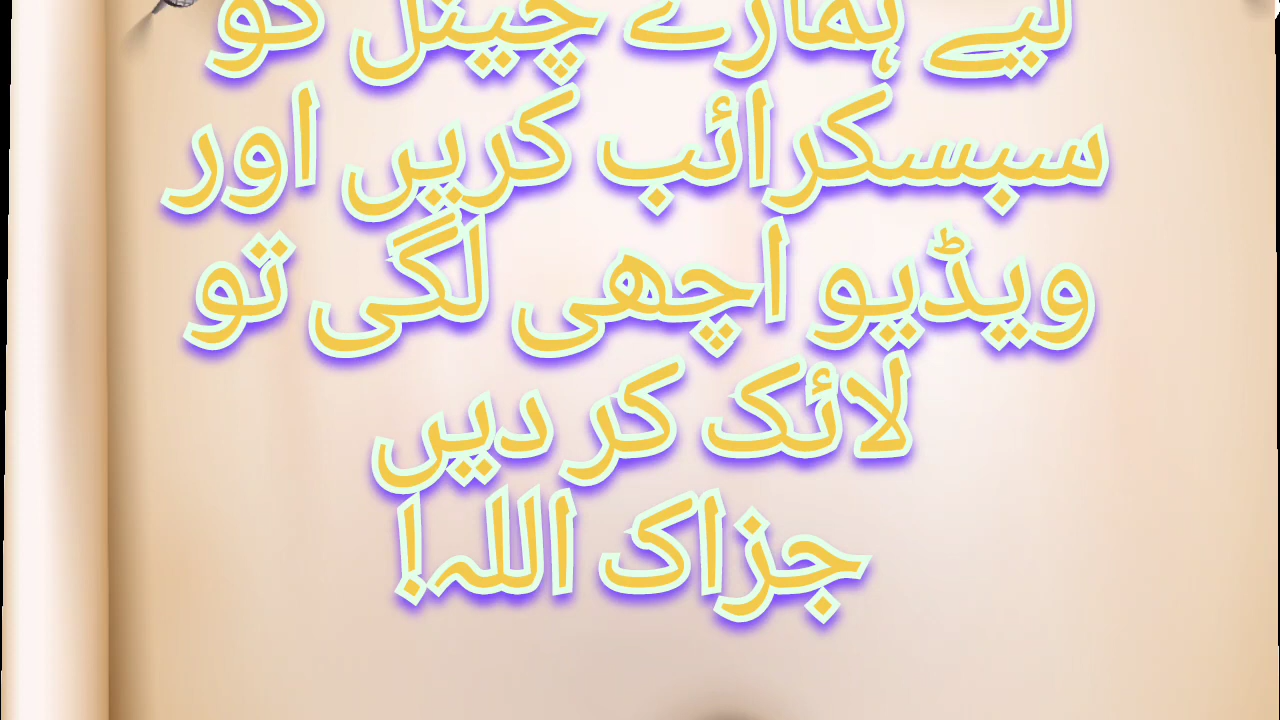 لیے ہمارے چینل کو
سبسکرائب کریں اور
ویڈیو اچھی لگی تو
لائک کر دیں
جزاک اللہ!